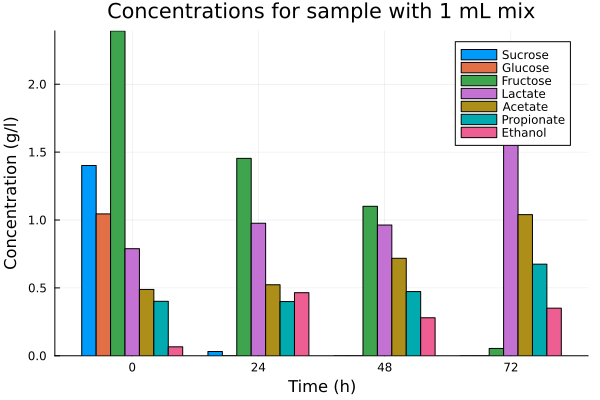 Concentrations for sample with 1 mL mix
Sucrose
Glucose
Fructose
Lactate
Acetate
Propionate
Ethanol
2.0
1.5
1.0
0.5
0.0
Concentration (g/l)
0 24 48 72
Time (h)